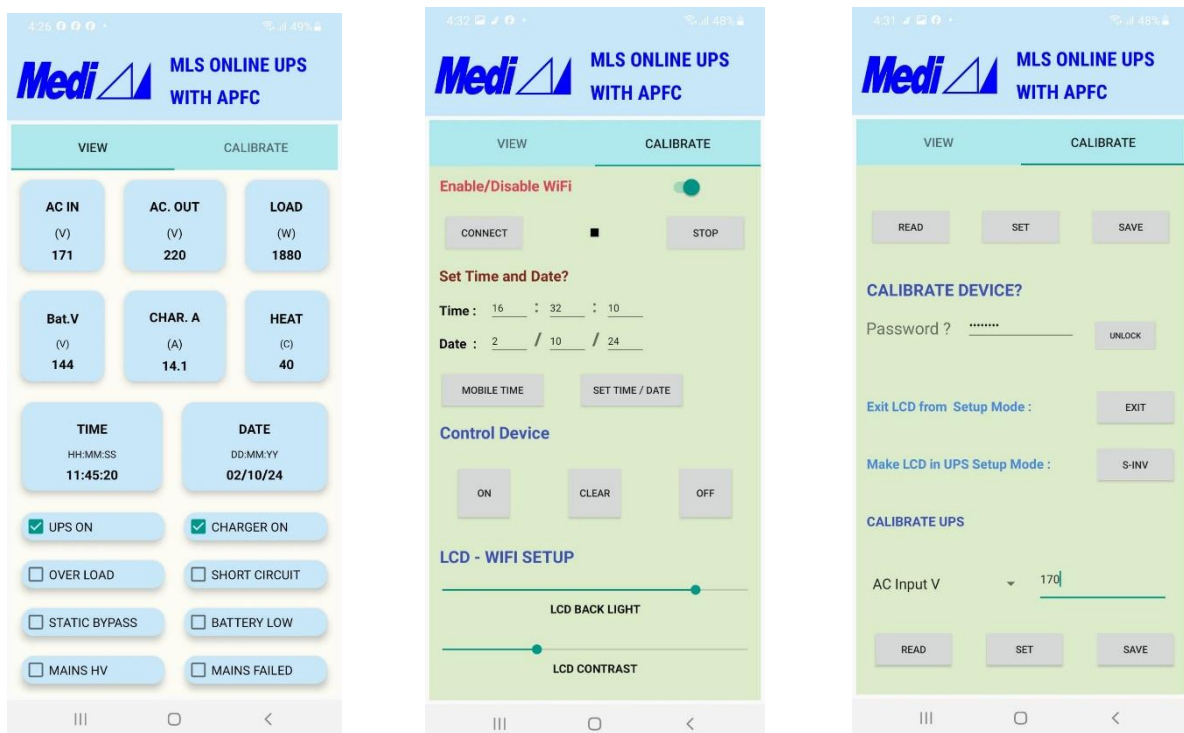 4:26
49%
Medi
MLS ONLINE UPS
WITH APFC
VIEW CALIBRATE
AC IN AC. OUT LOAD
(V) (V) (W)
171 220 1880
Bat.V CHAR. A HEAT
(V) (A) (C)
144 14.1 40
TIME DATE
HH:MM:SS DD:MM:YY
11:45:20 02/10/24
UPS ON CHARGER ON
OVER LOAD SHORT CIRCUIT
STATIC BYPASS BATTERY LOW
MAINS HV MAINS FAILED
4:32
48%
Medi
MLS ONLINE UPS
WITH APFC
VIEW CALIBRATE
Enable/Disable WiFi
CONNECT STOP
Set Time and Date?
Time : 16 : 32 : 10
Date : 2 / 10 / 24
MOBILE TIME SET TIME / DATE
Control Device
ON CLEAR OFF
LCD - WIFI SETUP
LCD BACK LIGHT
LCD CONTRAST
4:31
48%
Medi
MLS ONLINE UPS
WITH APFC
VIEW CALIBRATE
READ SET SAVE
CALIBRATE DEVICE?
Password ? ········ UNLOCK
Exit LCD from Setup Mode : EXIT
Make LCD in UPS Setup Mode : S-INV
CALIBRATE UPS
AC Input V 170
READ SET SAVE